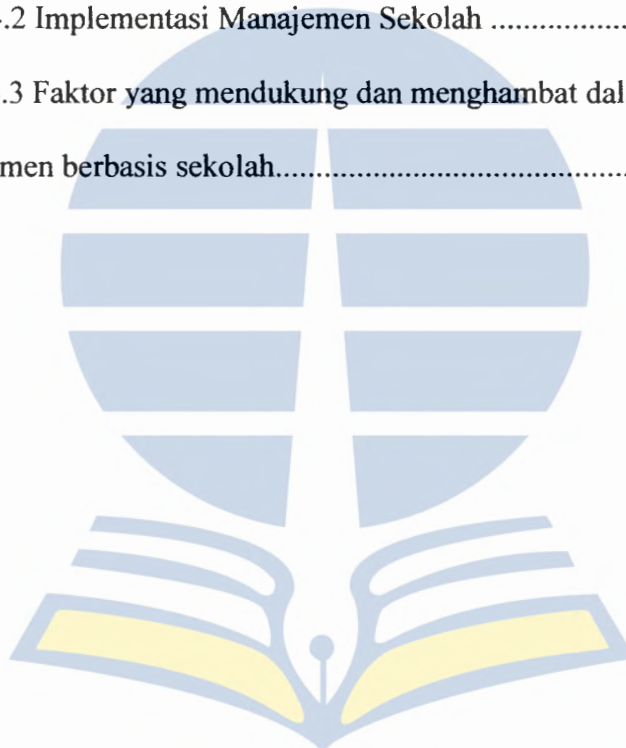 .2 Implementasi Manajemen Sekolah ..................
.3 Faktor yang mendukung dan menghambat dal
men berbasis sekolah...............................................